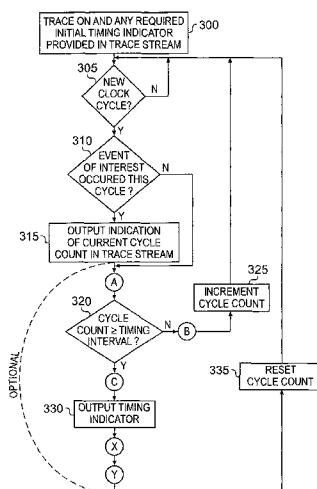 TRACE ON AND ANY REQUIRED
INITIAL TIMING INDICATOR
PROVIDED IN TRACE STREAM
300
305
NEW
CLOCK
CYCLE?
N
Y
310
EVENT
OF INTEREST
OCCURED THIS
CYCLE ?
N
Y
315
OUTPUT INDICATION
OF CURRENT CYCLE
COUNT IN TRACE STREAM
A
325
INCREMENT
CYCLE COUNT
320
CYCLE
COUNT ≥ TIMING
INTERVAL ?
N
B
Y
OPTIONAL
C
335
RESET
CYCLE COUNT
330
OUTPUT TIMING
INDICATOR
X
Y